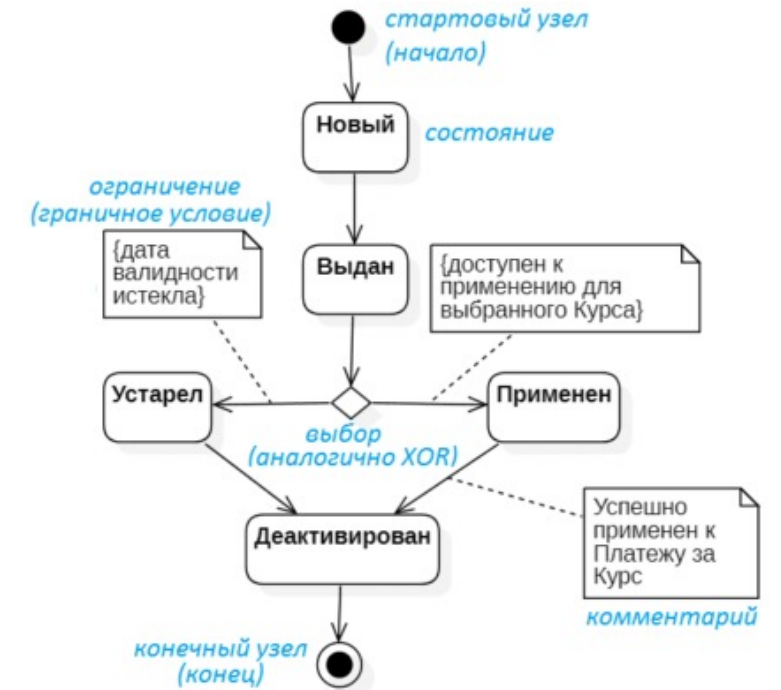 стартовый узел
(начало)
Новый
состояние
ограничение
(граничное условие)
{дата
валидности
истекла}
Выдан
{доступен к
применению для
выбранного Курса}
Устарел
Применен
выбор
(аналогично XOR)
Деактивирован
Успешно
применен к
Платежу за
Курс
комментарий
конечный узел
(конец)